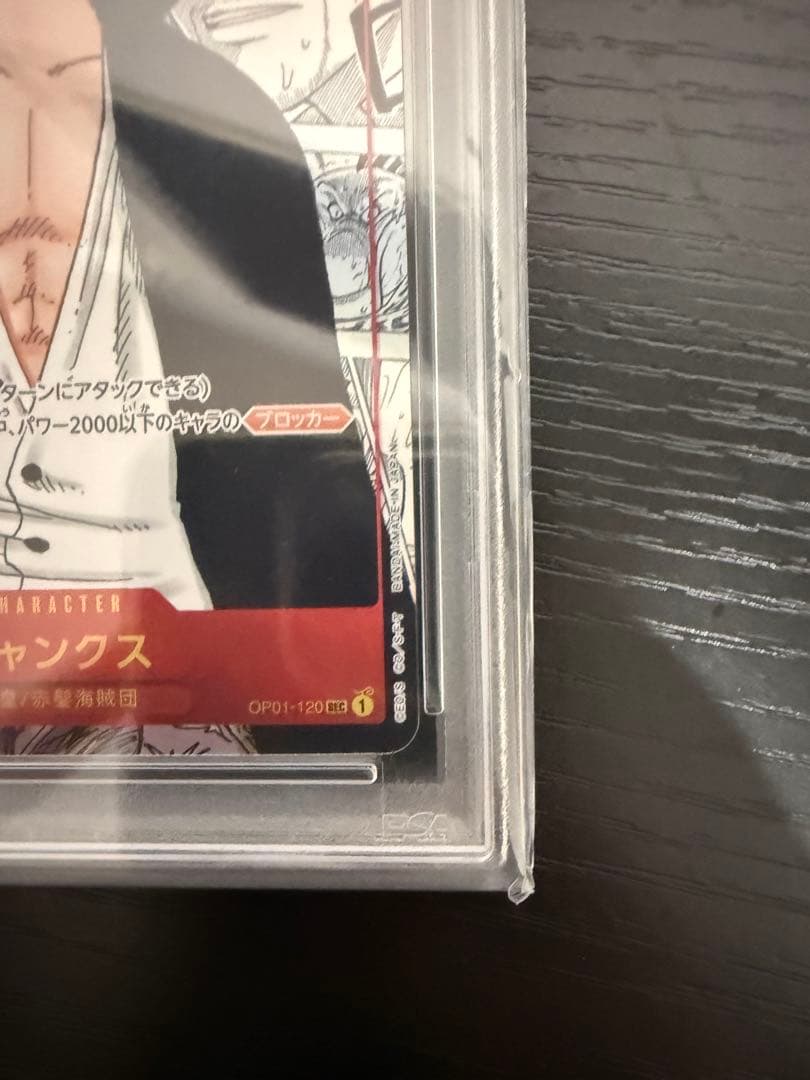 ターンにアタックできる)
パワー2000以下のキャラの ブロッカー
HARACTER
ャンクス
/赤髪海賊団
OP01-120 SEC 1
BANDAI MADE IN JAPAN
©EO/S ©S/S·F·T
PSA